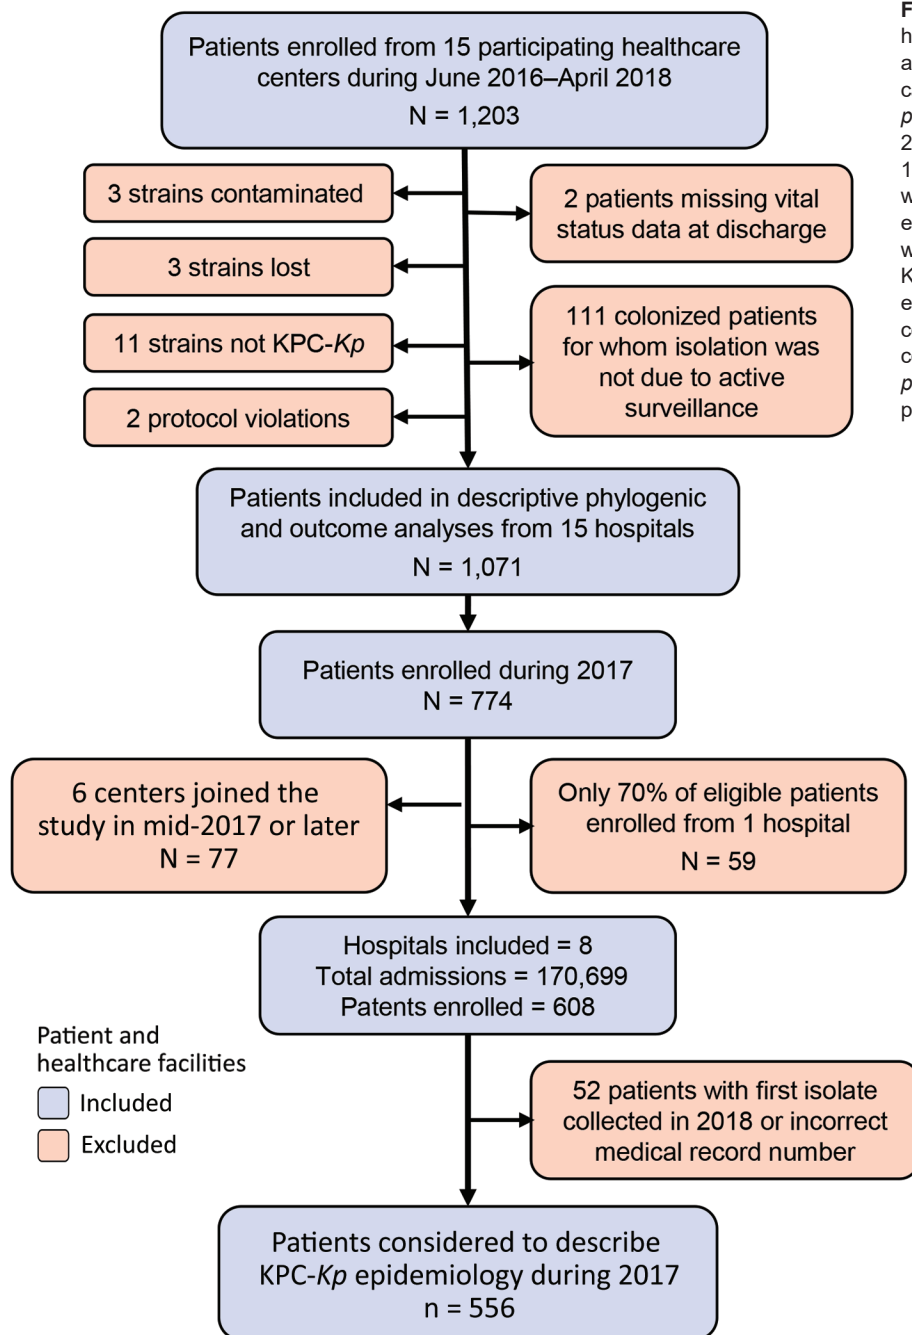 Patients enrolled from 15 participating healthcare
centers during June 2016–April 2018
N = 1,203
3 strains contaminated
2 patients missing vital
status data at discharge
3 strains lost
11 strains not KPC-Kp
111 colonized patients
for whom isolation was
not due to active
surveillance
2 protocol violations
Patients included in descriptive phylogenic
and outcome analyses from 15 hospitals
N = 1,071
Patients enrolled during 2017
N = 774
6 centers joined the
study in mid-2017 or later
N = 77
Only 70% of eligible patients
enrolled from 1 hospital
N = 59
Hospitals included = 8
Total admissions = 170,699
Patents enrolled = 608
Patient and
healthcare facilities
Included
Excluded
52 patients with first isolate
collected in 2018 or incorrect
medical record number
Patients considered to describe
KPC-Kp epidemiology during 2017
n = 556